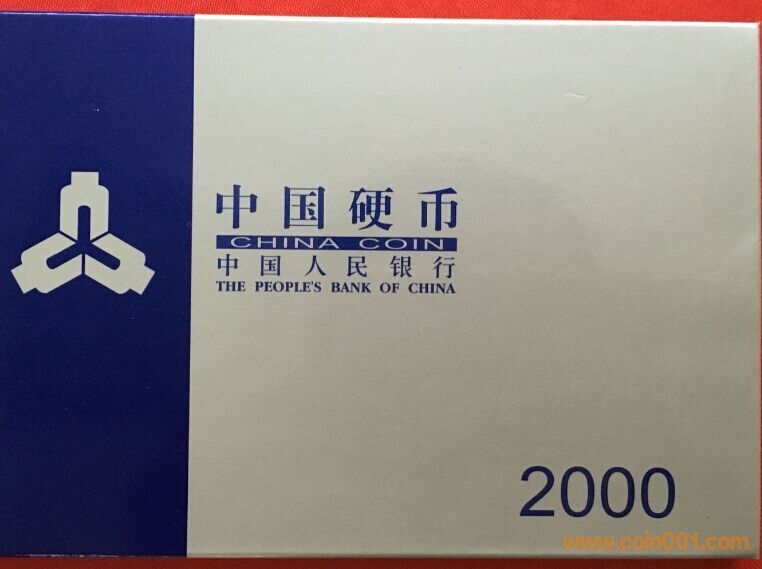 中国硬币
CHINA COIN
中国人民银行
THE PEOPLE'S BANK OF CHINA
2000
www.coin001.com